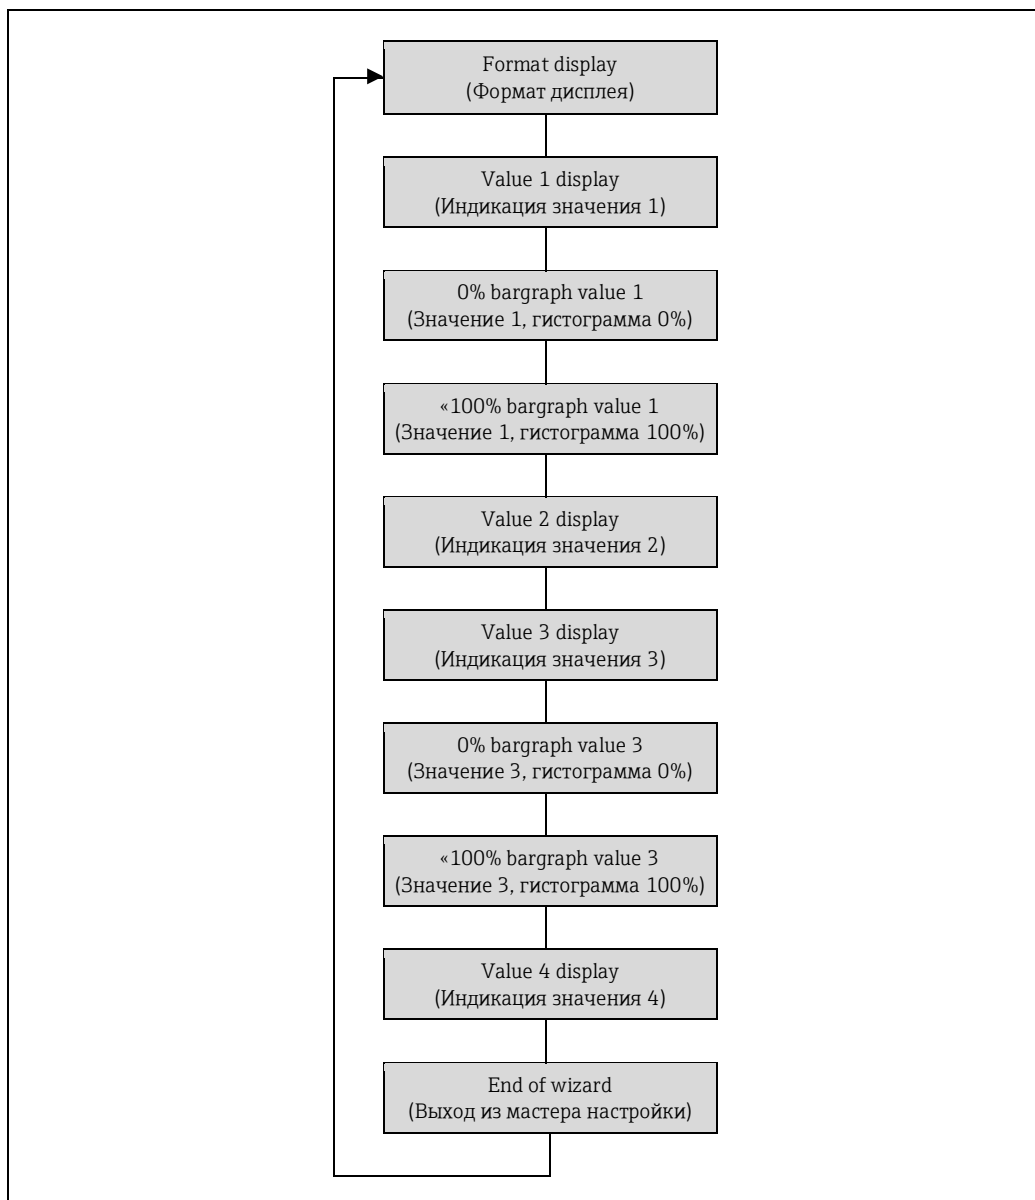 Format display
(Формат дисплея)
Value 1 display
(Индикация значения 1)
0% bargraph value 1
(Значение 1, гистограмма 0%)
«100% bargraph value 1
(Значение 1, гистограмма 100%)
Value 2 display
(Индикация значения 2)
Value 3 display
(Индикация значения 3)
0% bargraph value 3
(Значение 3, гистограмма 0%)
«100% bargraph value 3
(Значение 3, гистограмма 100%)
Value 4 display
(Индикация значения 4)
End of wizard
(Выход из мастера настройки)